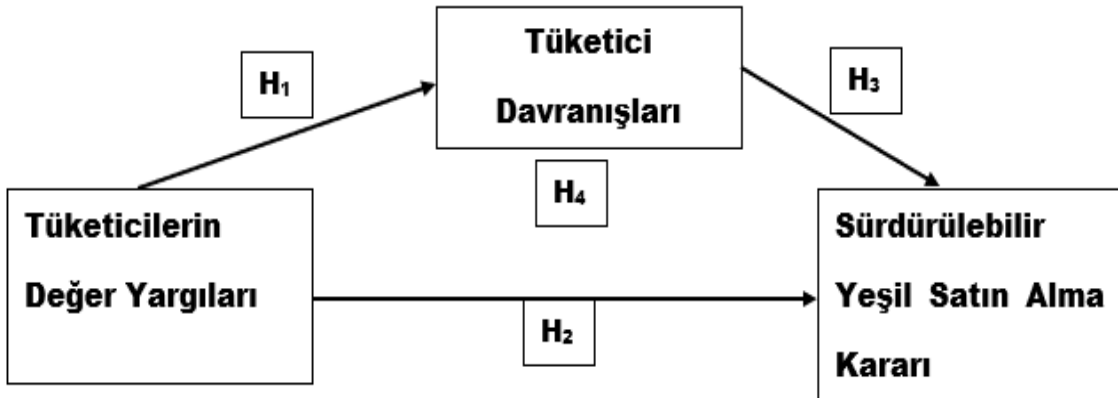 Tüketici
Davranışları
H₁
H₃
H₄
Tüketicilerin
Değer Yargıları
Sürdürülebilir
Yeşil Satın Alma
Kararı
H₂